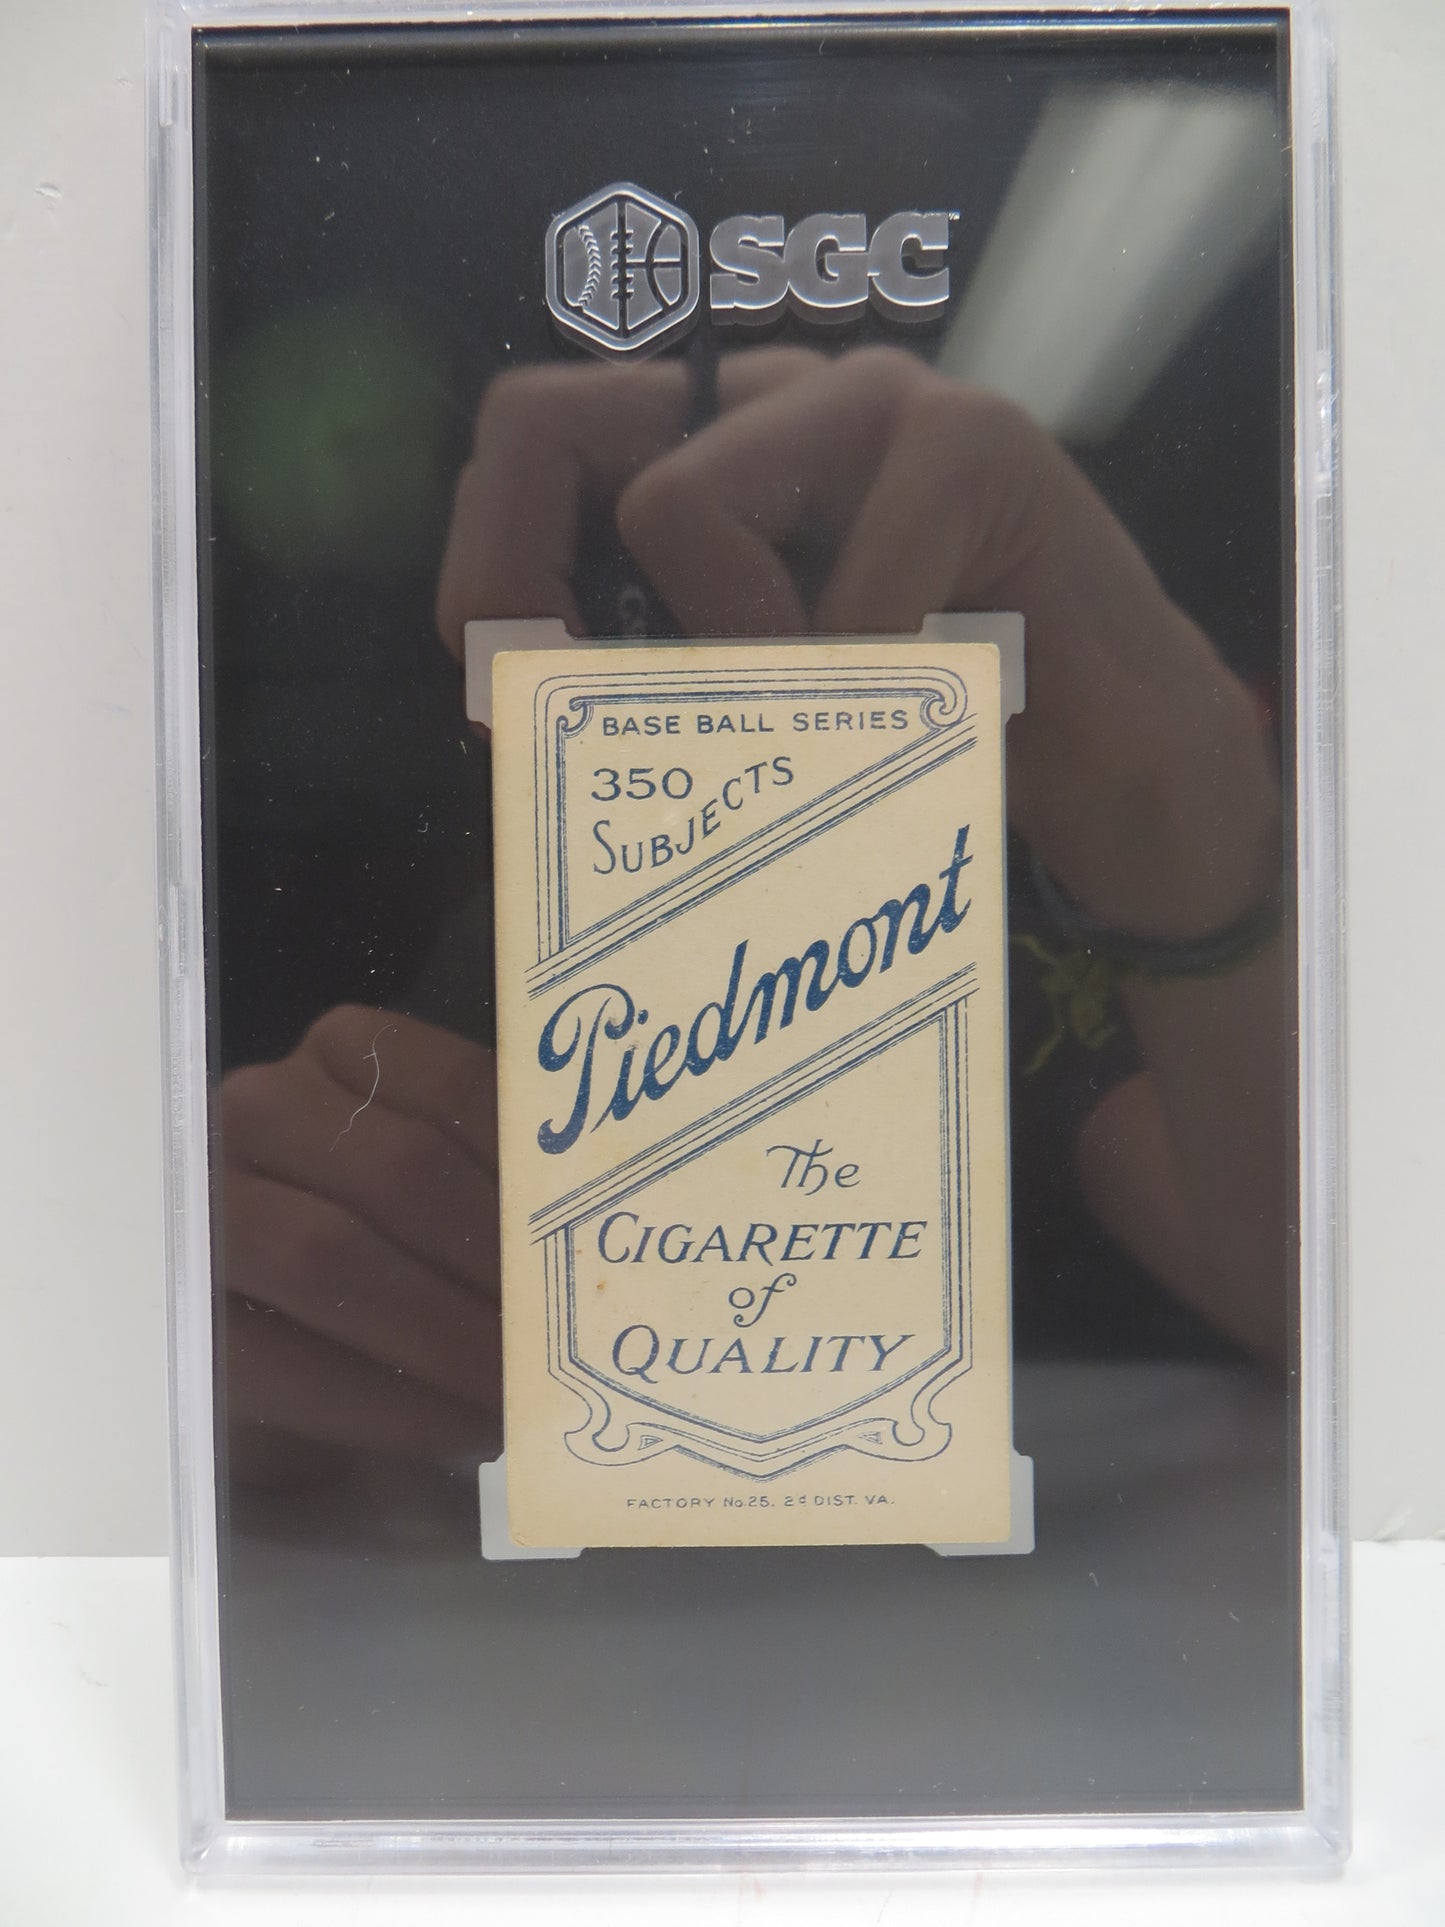 SGC
BASE BALL SERIES
350
SUBJECTS
Piedmont
The
CIGARETTE
of
QUALITY
FACTORY No.25. 2d DIST. VA.